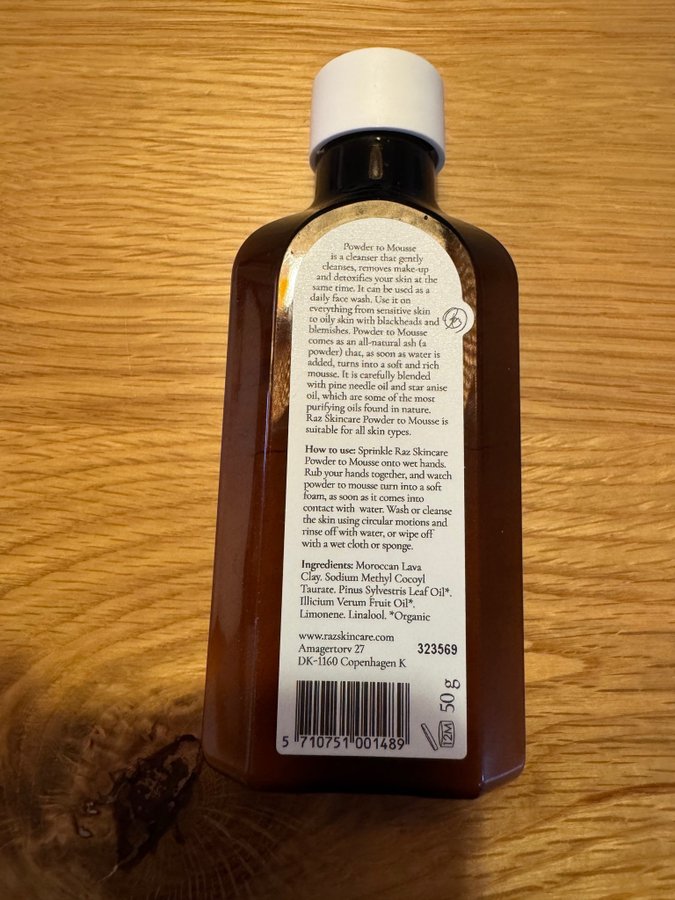 Powder to Mousse
is a cleanser that gently
cleanses, removes make-up
and detoxifies your skin at the
same time. It can be used as a
daily face wash. Use it on
everything from sensitive skin
to oily skin with blackheads and
blemishes. Powder to Mousse
comes as an all-natural ash (a
powder) that, as soon as water is
added, turns into a soft and rich
mousse. It is carefully blended
with pine needle oil and star anise
oil, which are some of the most
purifying oils found in nature.
Raz Skincare Powder to Mousse is
suitable for all skin types.
How to use: Sprinkle Raz Skincare
Powder to Mousse onto wet hands.
Rub your hands together, and watch
powder to mousse turn into a soft
foam, as soon as it comes into
contact with water. Wash or cleanse
the skin using circular motions and
rinse off with water, or wipe off
with a wet cloth or sponge.
Ingredients: Moroccan Lava
Clay. Sodium Methyl Cocoyl
Taurate. Pinus Sylvestris Leaf Oil*.
Illicium Verum Fruit Oil*.
Limonene. Linalool. *Organic
www.razskincare.com
Amagertorv 27
DK-1160 Copenhagen K
323569
5 710751 001489
12M
50 g